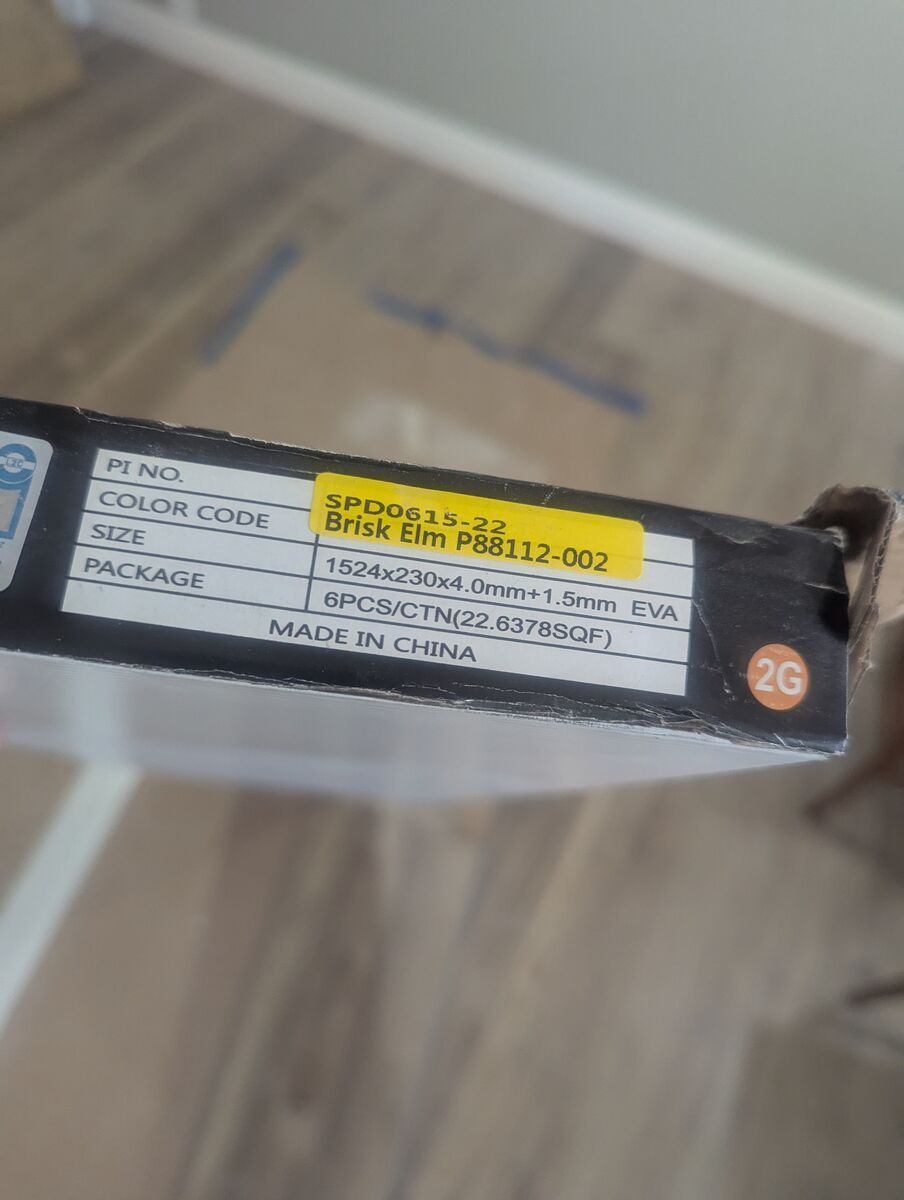 PI NO.
SPD0615-22
COLOR CODE
Brisk Elm P88112-002
SIZE
1524x230x4.0mm+1.5mm EVA
PACKAGE
6PCS/CTN(22.6378SQF)
MADE IN CHINA
2G